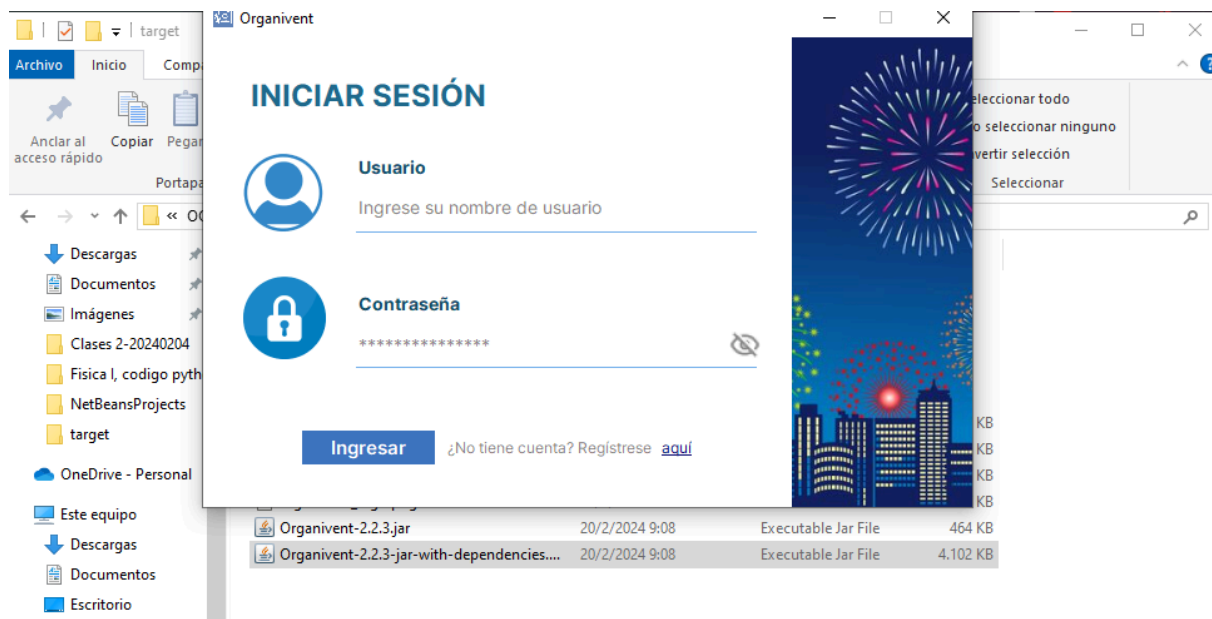 target
Organivent
Archivo
Inicio
Comp
Anclar al
acceso rápido
Copiar
Pegar
Portapa
eleccionar todo
o seleccionar ninguno
vertir selección
Seleccionar
INICIAR SESIÓN
Usuario
Ingrese su nombre de usuario
Contraseña
***************
Ingresar
¿No tiene cuenta? Regístrese aquí
« OC
Descargas
Documentos
Imágenes
Clases 2-20240204
Fisica I, codigo pyth
NetBeansProjects
target
OneDrive - Personal
Este equipo
Descargas
Documentos
Escritorio
KB
KB
KB
KB
Organivent-2.2.3.jar 20/2/2024 9:08 Executable Jar File 464 KB
Organivent-2.2.3-jar-with-dependencies.... 20/2/2024 9:08 Executable Jar File 4.102 KB